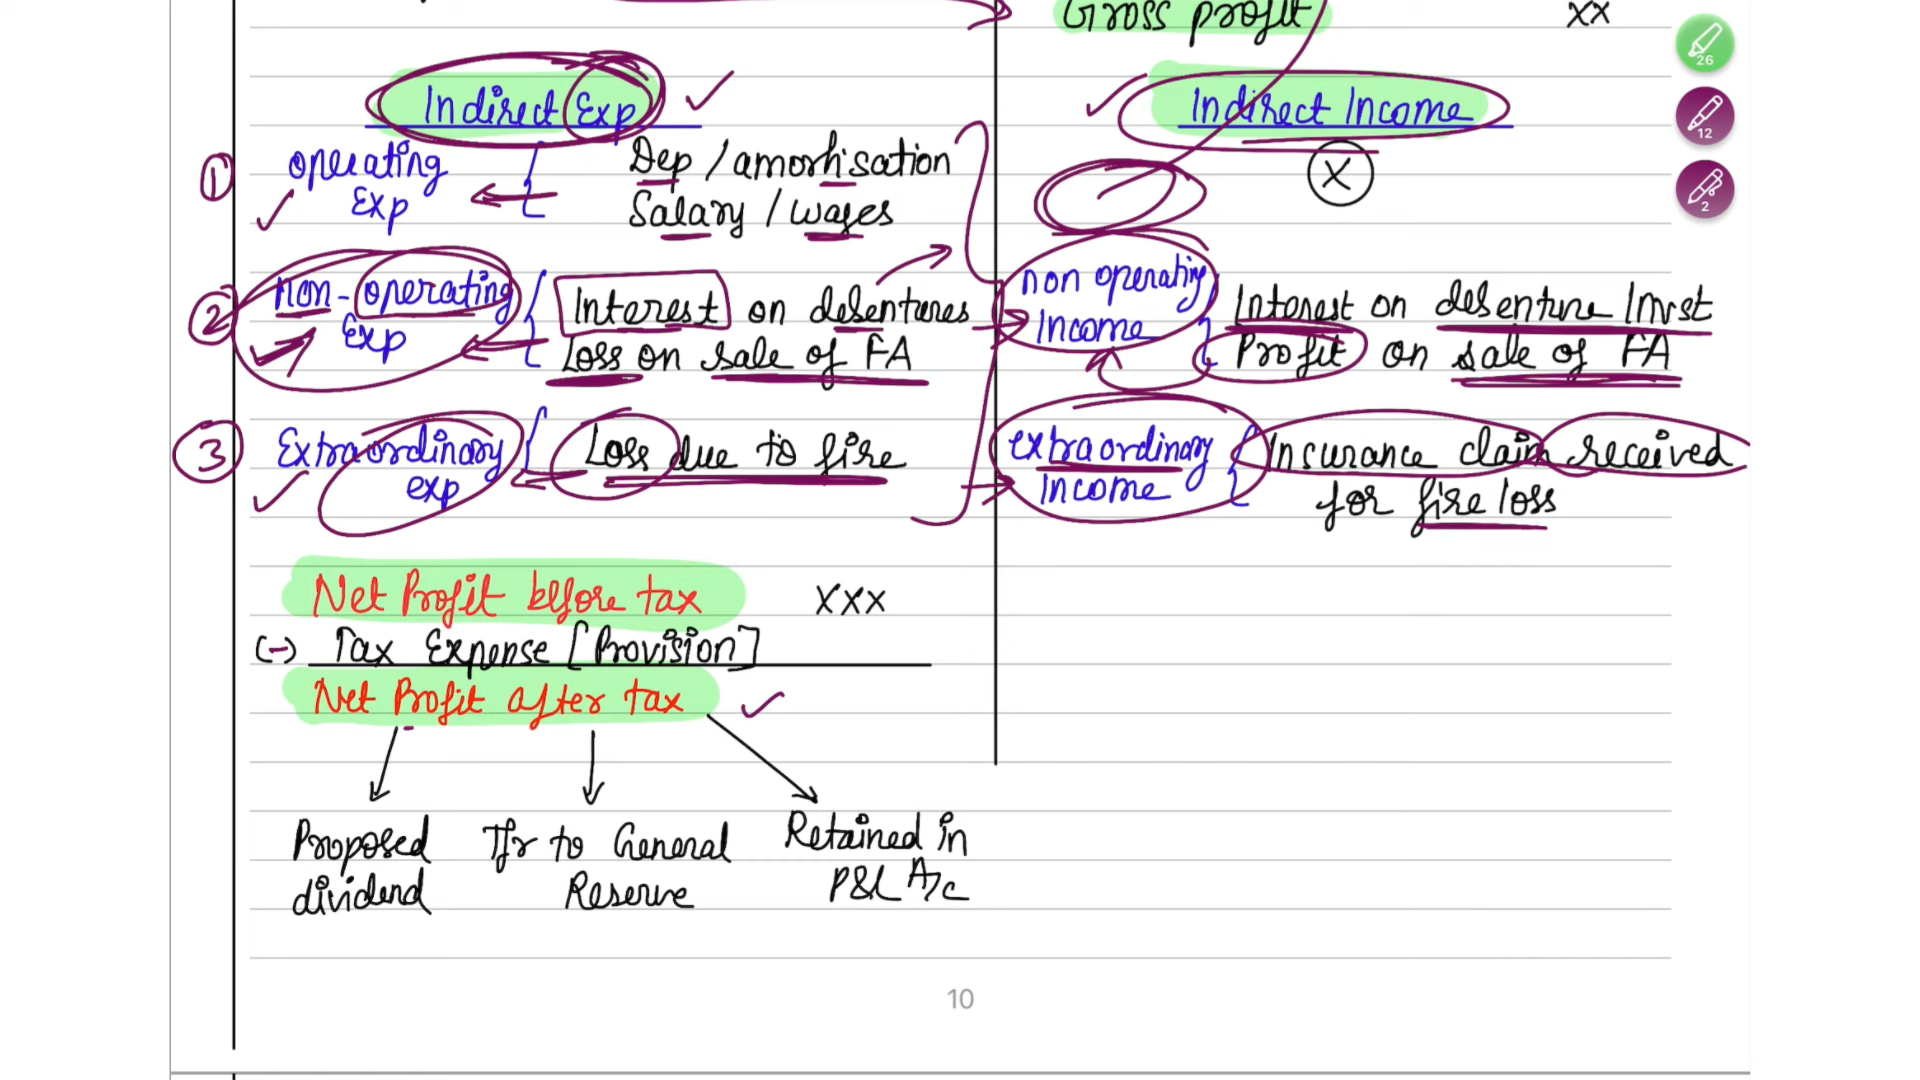 Gross profit XX
Indirect Exp
Indirect Income
① operating Exp
Dep / amortisation
Salary / wages
X
② non-operating Exp
Interest on debentures
Loss on sale of FA
non operating Income
Interest on debenture Invst
Profit on sale of FA
③ Extraordinary exp
Loss due to fire
extraordinary Income
Insurance claim received
for fire loss
Net Profit before tax XXX
(-) Tax Expense [Provision]
Net Profit after tax
Proposed dividend
Tfr to General Reserve
Retained in P&L A/c
10
26
12
2